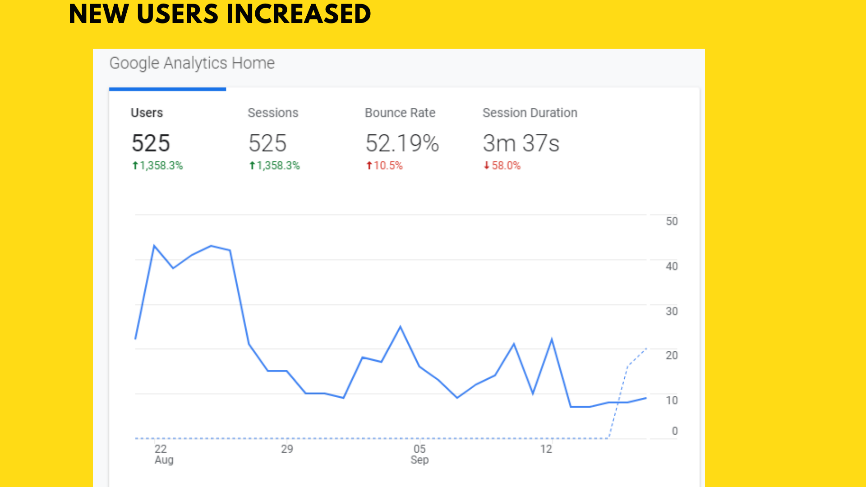 NEW USERS INCREASED
Google Analytics Home
Users Sessions Bounce Rate Session Duration
525 525 52.19% 3m 37s
↑1,358.3% ↑1,358.3% ↑10.5% ↓58.0%
50
40
30
20
10
0
22 29 05 12
Aug Sep